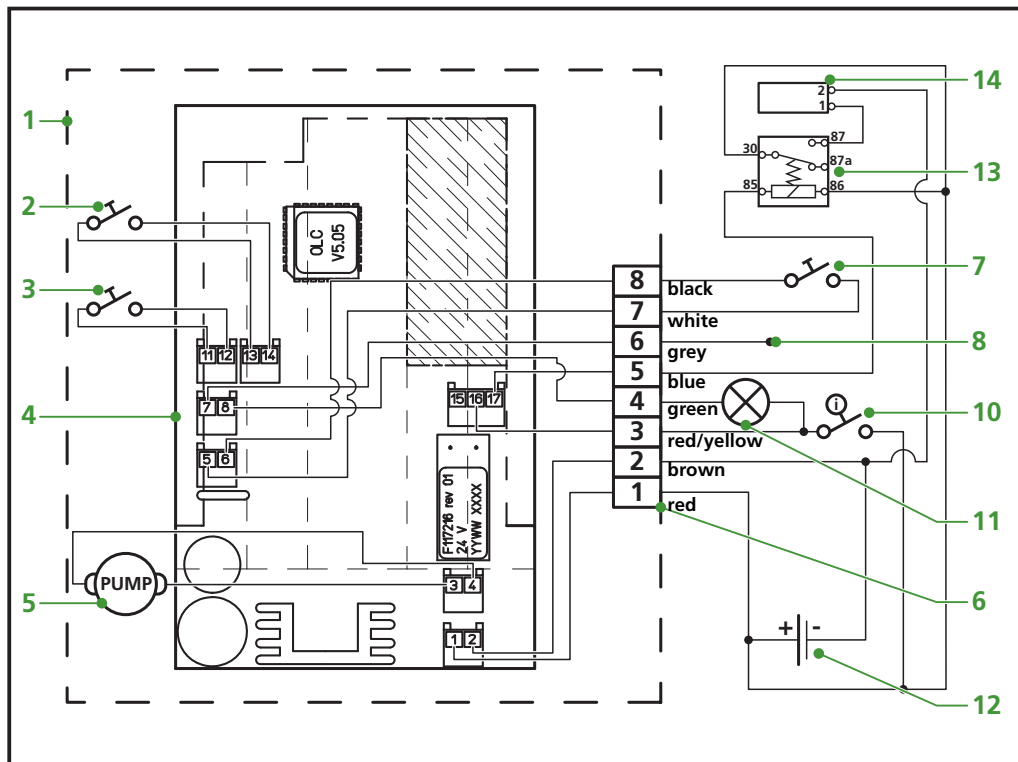 14
2
1
1
87
30
87a
13
85
86
2
OLC
V5.05
7
3
8
black
7
white
6
grey
8
11 12 13 14
5
blue
15 16 17
4
green
i
10
4
7 8
3
red/yellow
5 6
2
brown
1
red
11
F117216 rev 01
24 V
YYWW XXXX
PUMP
3 4
5
6
1 2
+ -
12